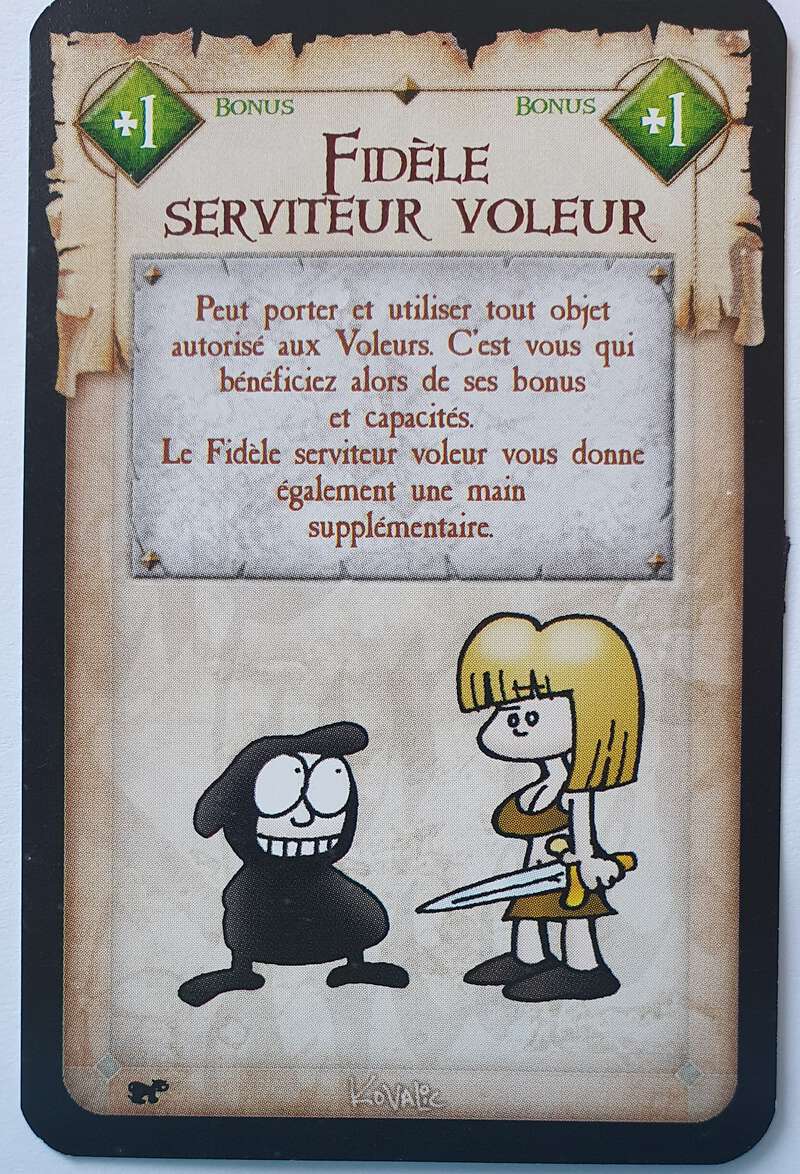 +1 BONUS BONUS +1
FIDÈLE
SERVITEUR VOLEUR
Peut porter et utiliser tout objet
autorisé aux Voleurs. C'est vous qui
bénéficiez alors de ses bonus
et capacités.
Le Fidèle serviteur voleur vous donne
également une main
supplémentaire.
KOVALIC